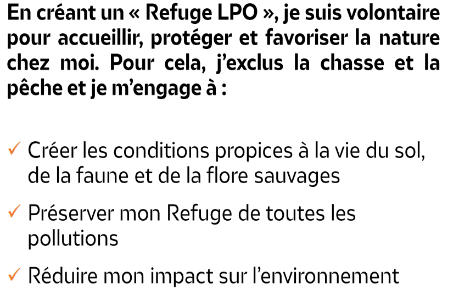 En créant un « Refuge LPO », je suis volontaire
pour accueillir, protéger et favoriser la nature
chez moi. Pour cela, j’exclus la chasse et la
pêche et je m’engage à :
✓ Créer les conditions propices à la vie du sol,
de la faune et de la flore sauvages
✓ Préserver mon Refuge de toutes les
pollutions
✓ Réduire mon impact sur l’environnement